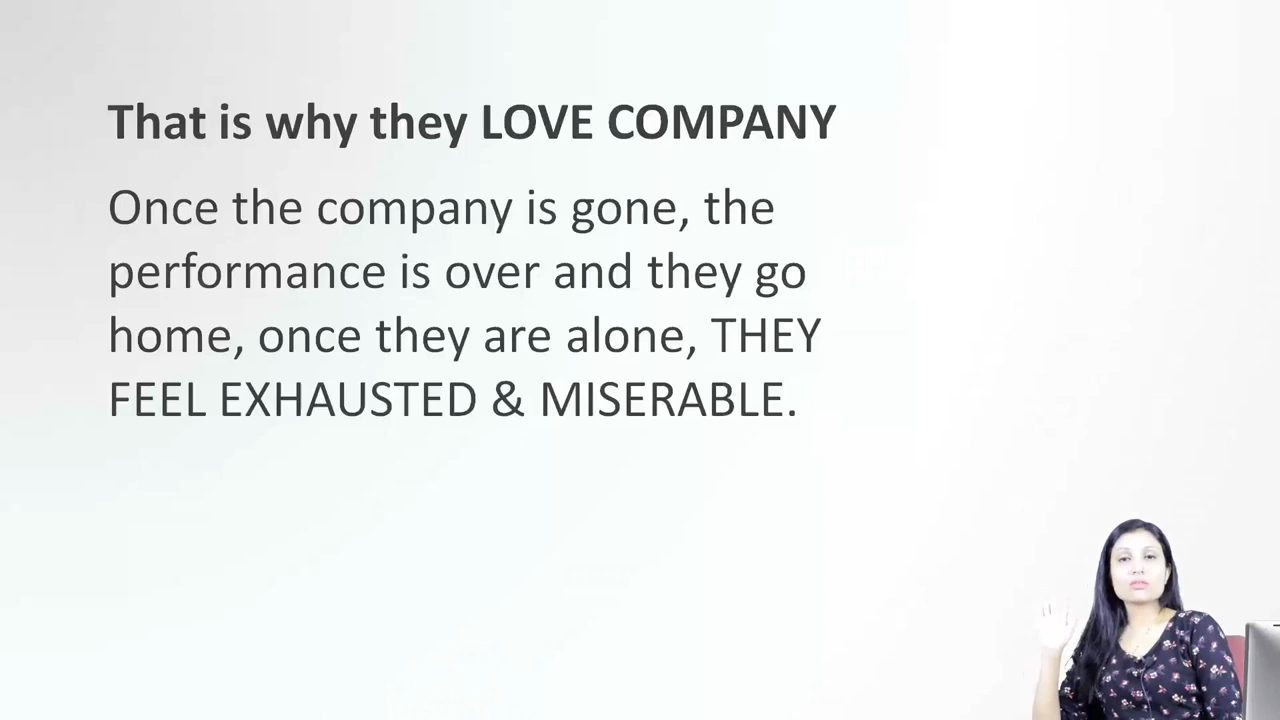 That is why they LOVE COMPANY
Once the company is gone, the
performance is over and they go
home, once they are alone, THEY
FEEL EXHAUSTED & MISERABLE.